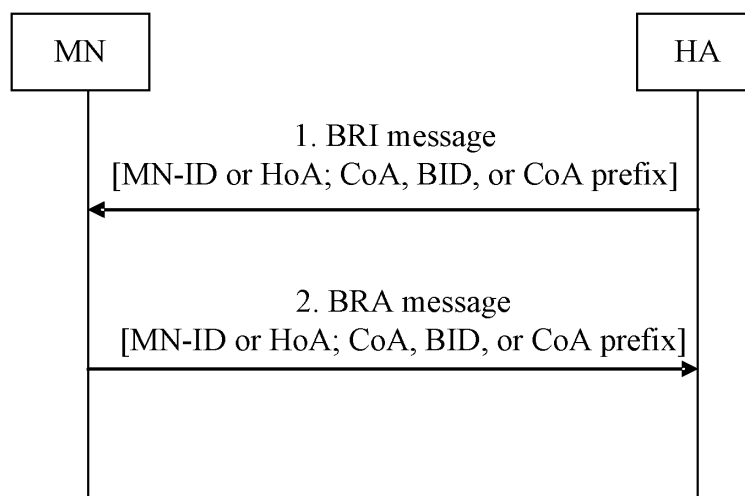 MN
HA
1. BRI message
[MN-ID or HoA; CoA, BID, or CoA prefix]
2. BRA message
[MN-ID or HoA; CoA, BID, or CoA prefix]